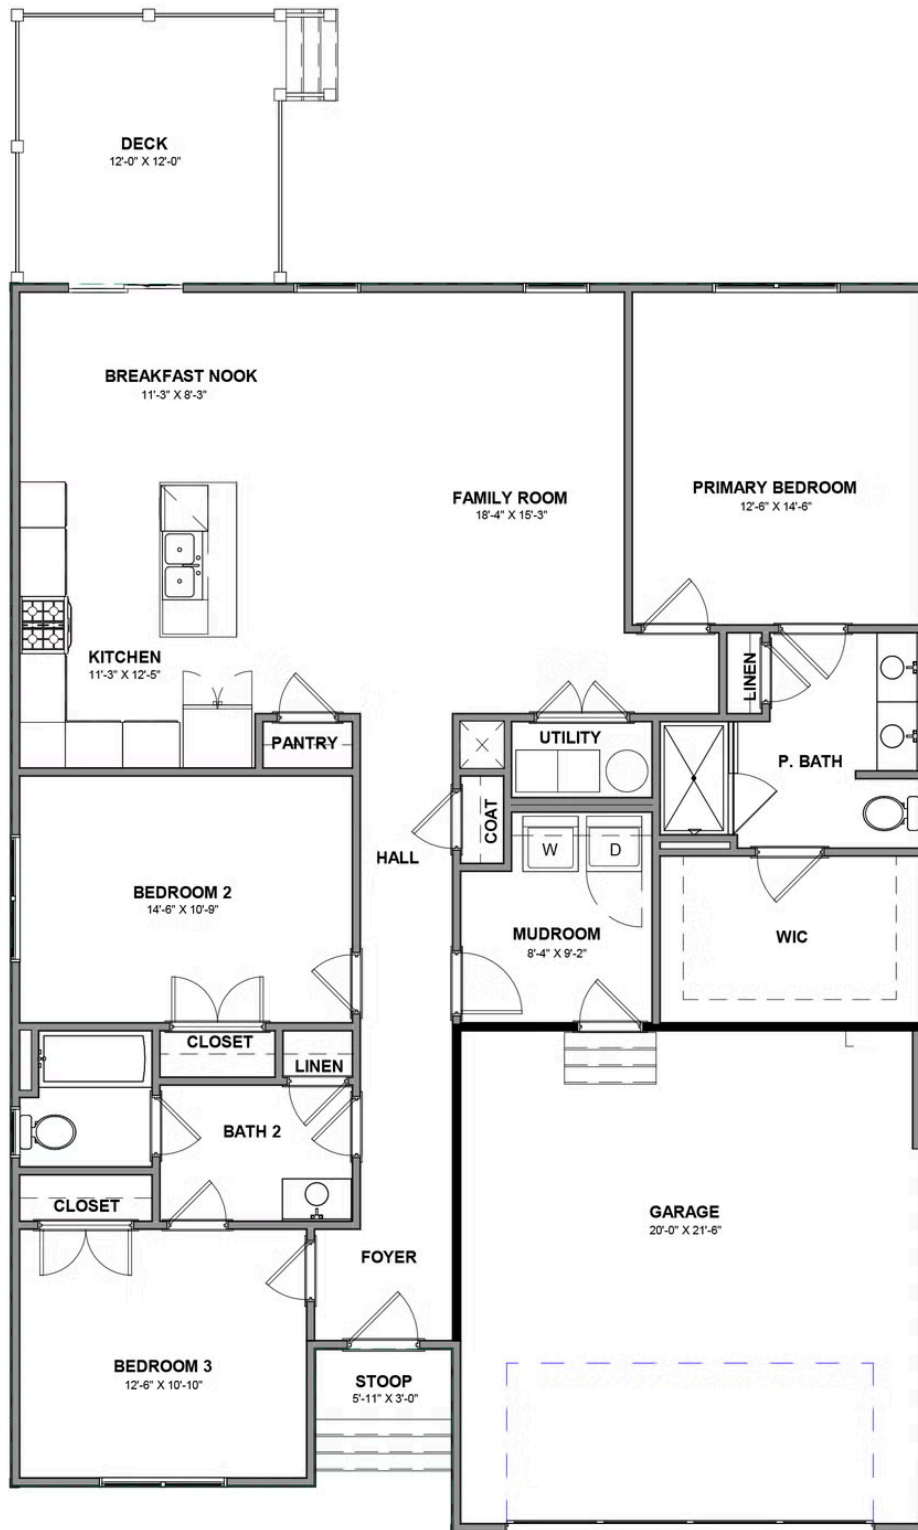 DECK
12'-0" X 12'-0"
BREAKFAST NOOK
11'-3" X 8'-3"
FAMILY ROOM
18'-4" X 15'-3"
PRIMARY BEDROOM
12'-6" X 14'-6"
KITCHEN
11'-3" X 12'-5"
LINEN
PANTRY
UTILITY
P. BATH
COAT
HALL
W
D
BEDROOM 2
14'-6" X 10'-9"
MUDROOM
8'-4" X 9'-2"
WIC
CLOSET
LINEN
BATH 2
CLOSET
GARAGE
20'-0" X 21'-6"
FOYER
BEDROOM 3
12'-6" X 10'-10"
STOOP
5'-11" X 3'-0"